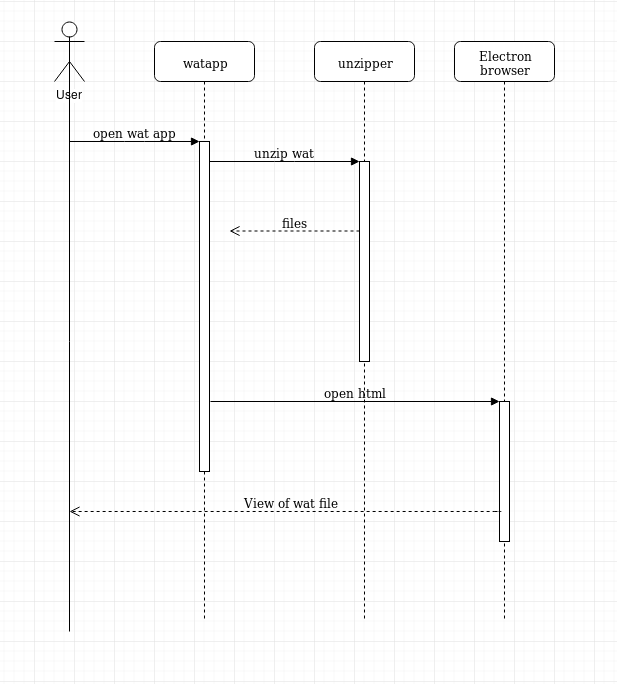 watapp
unzipper
Electron
browser
User
open wat app
unzip wat
files
open html
View of wat file